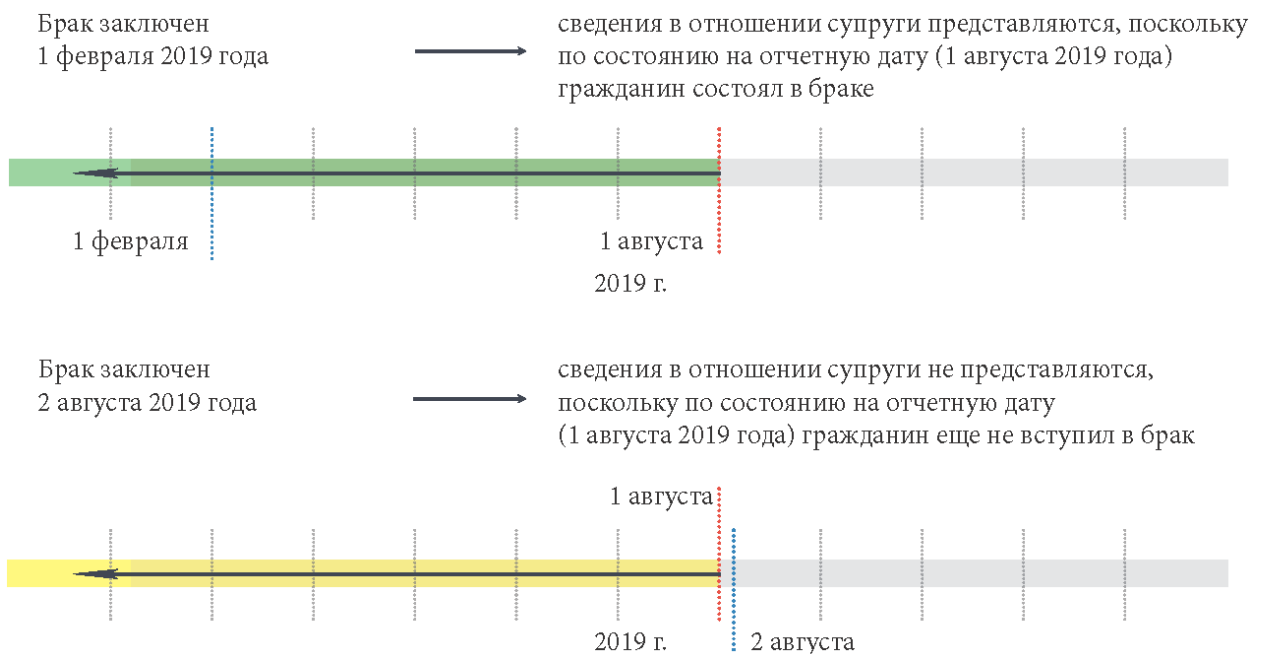 Брак заключен
1 февраля 2019 года
сведения в отношении супруги представляются, поскольку
по состоянию на отчетную дату (1 августа 2019 года)
гражданин состоял в браке
1 февраля
1 августа
2019 г.
Брак заключен
2 августа 2019 года
сведения в отношении супруги не представляются,
поскольку по состоянию на отчетную дату
(1 августа 2019 года) гражданин еще не вступил в брак
1 августа
2019 г.
2 августа